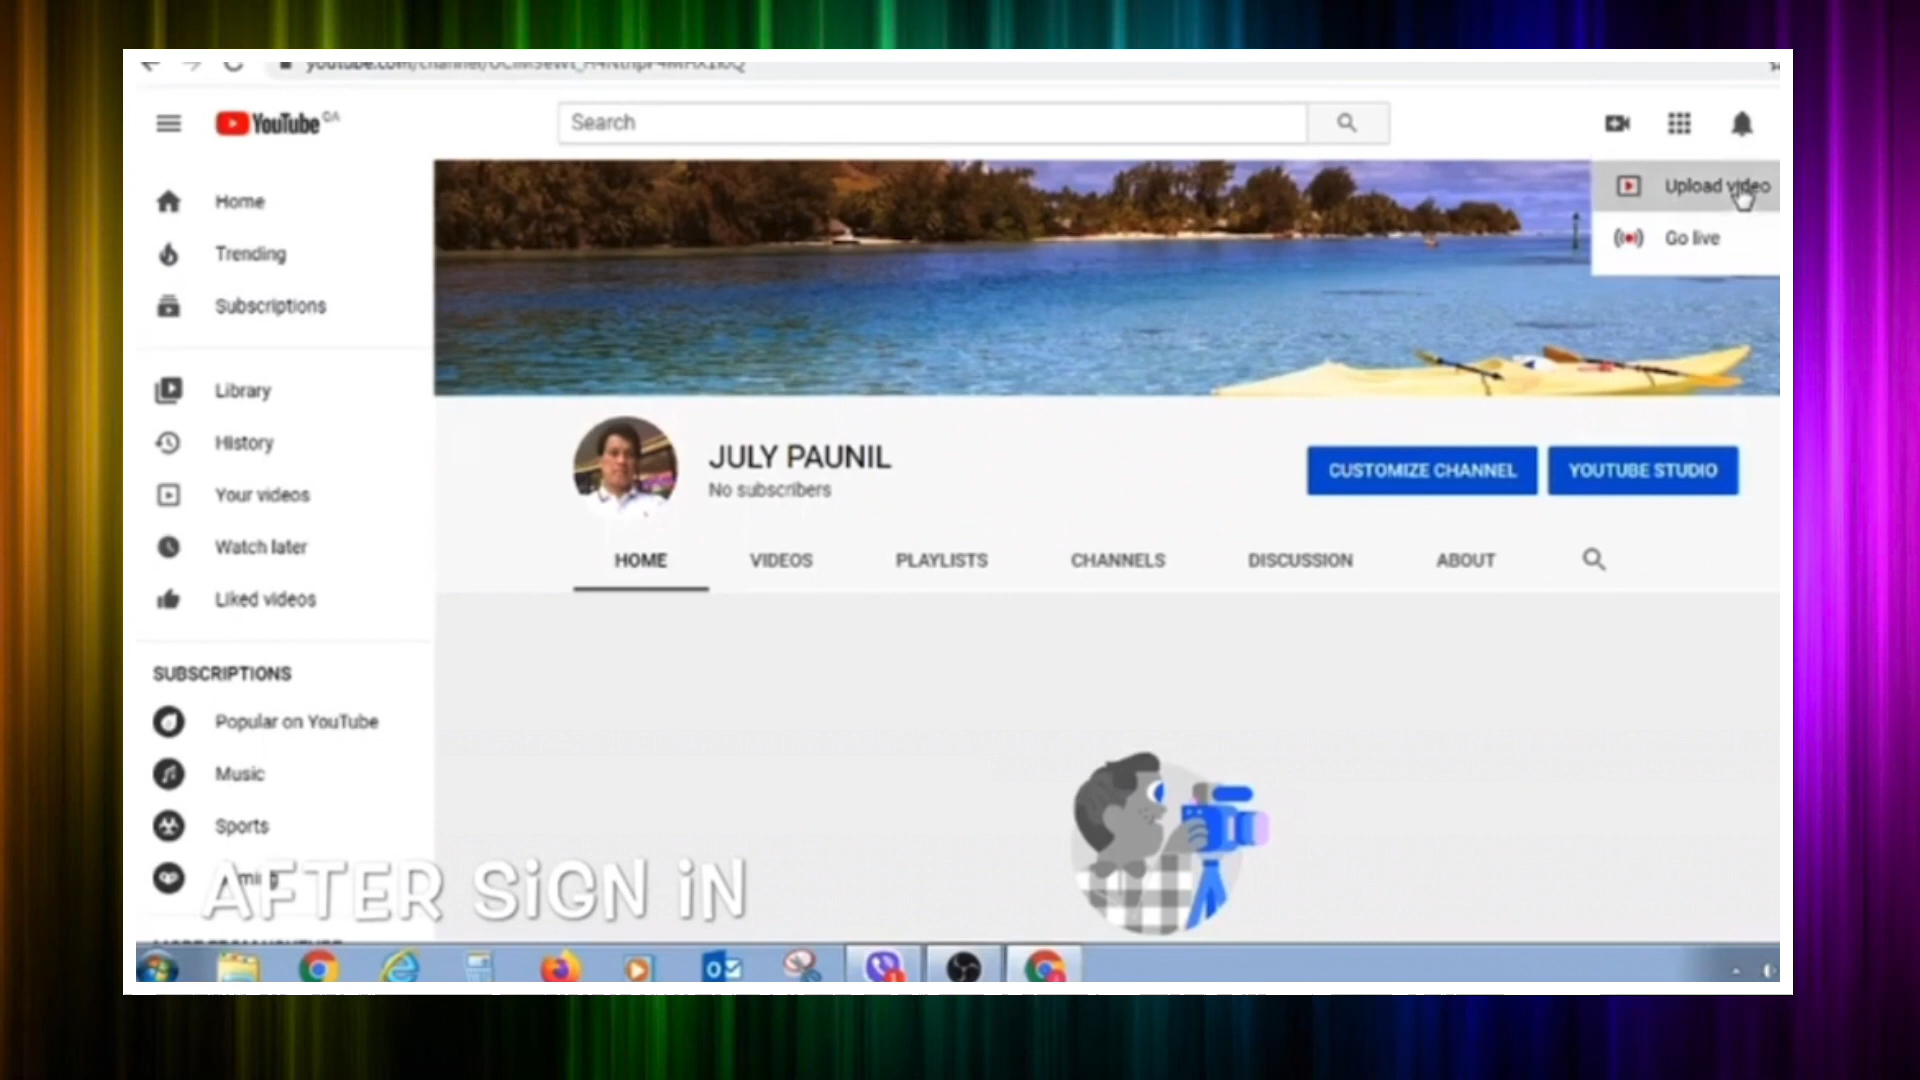 YouTube QA
Search
Upload video
Go live
Home
Trending
Subscriptions
Library
History
Your videos
Watch later
Liked videos
SUBSCRIPTIONS
Popular on YouTube
Music
Sports
JULY PAUNIL
No subscribers
CUSTOMIZE CHANNEL
YOUTUBE STUDIO
HOME
VIDEOS
PLAYLISTS
CHANNELS
DISCUSSION
ABOUT
AFTER SiGN iN